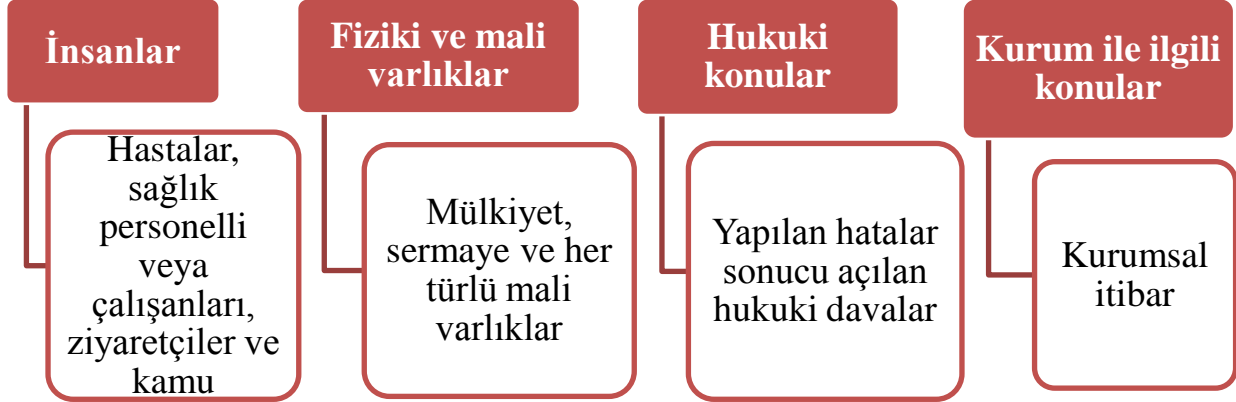 İnsanlar
Hastalar,
sağlık
personelli
veya
çalışanları,
ziyaretçiler ve
kamu
Fiziki ve mali
varlıklar
Mülkiyet,
sermaye ve her
türlü mali
varlıklar
Hukuki
konular
Yapılan hatalar
sonucu açılan
hukuki davalar
Kurum ile ilgili
konular
Kurumsal
itibar